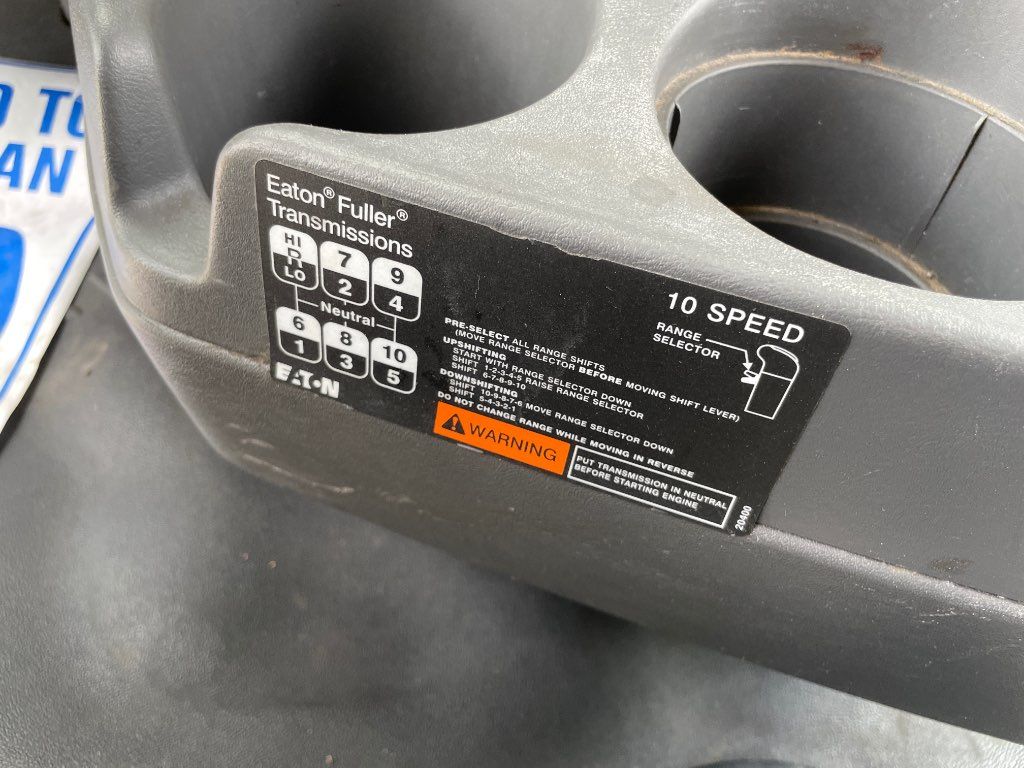 D TO
AN
Eaton® Fuller®
Transmissions
HI
R
LO
7
2
9
4
Neutral
6
1
8
3
10
5
EATON
10 SPEED
RANGE
SELECTOR
PRE-SELECT ALL RANGE SHIFTS
(MOVE RANGE SELECTOR BEFORE MOVING SHIFT LEVER)
UPSHIFTING
START WITH RANGE SELECTOR DOWN
SHIFT 1-2-3-4-5 RAISE RANGE SELECTOR
SHIFT 6-7-8-9-10
DOWNSHIFTING
SHIFT 10-9-8-7-6 MOVE RANGE SELECTOR DOWN
SHIFT 5-4-3-2-1
DO NOT CHANGE RANGE WHILE MOVING IN REVERSE
WARNING
PUT TRANSMISSION IN NEUTRAL
BEFORE STARTING ENGINE
20400